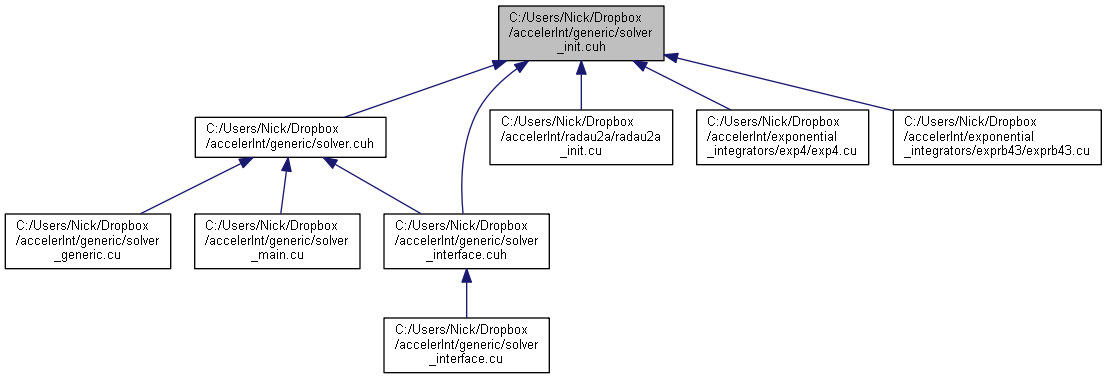 C:/Users/Nick/Dropbox
/accelerInt/generic/solver
_init.cuh
C:/Users/Nick/Dropbox
/accelerInt/generic/solver.cuh
C:/Users/Nick/Dropbox
/accelerInt/radau2a/radau2a
_init.cu
C:/Users/Nick/Dropbox
/accelerInt/exponential
_integrators/exp4/exp4.cu
C:/Users/Nick/Dropbox
/accelerInt/exponential
_integrators/exprb43/exprb43.cu
C:/Users/Nick/Dropbox
/accelerInt/generic/solver
_generic.cu
C:/Users/Nick/Dropbox
/accelerInt/generic/solver
_main.cu
C:/Users/Nick/Dropbox
/accelerInt/generic/solver
_interface.cuh
C:/Users/Nick/Dropbox
/accelerInt/generic/solver
_interface.cu